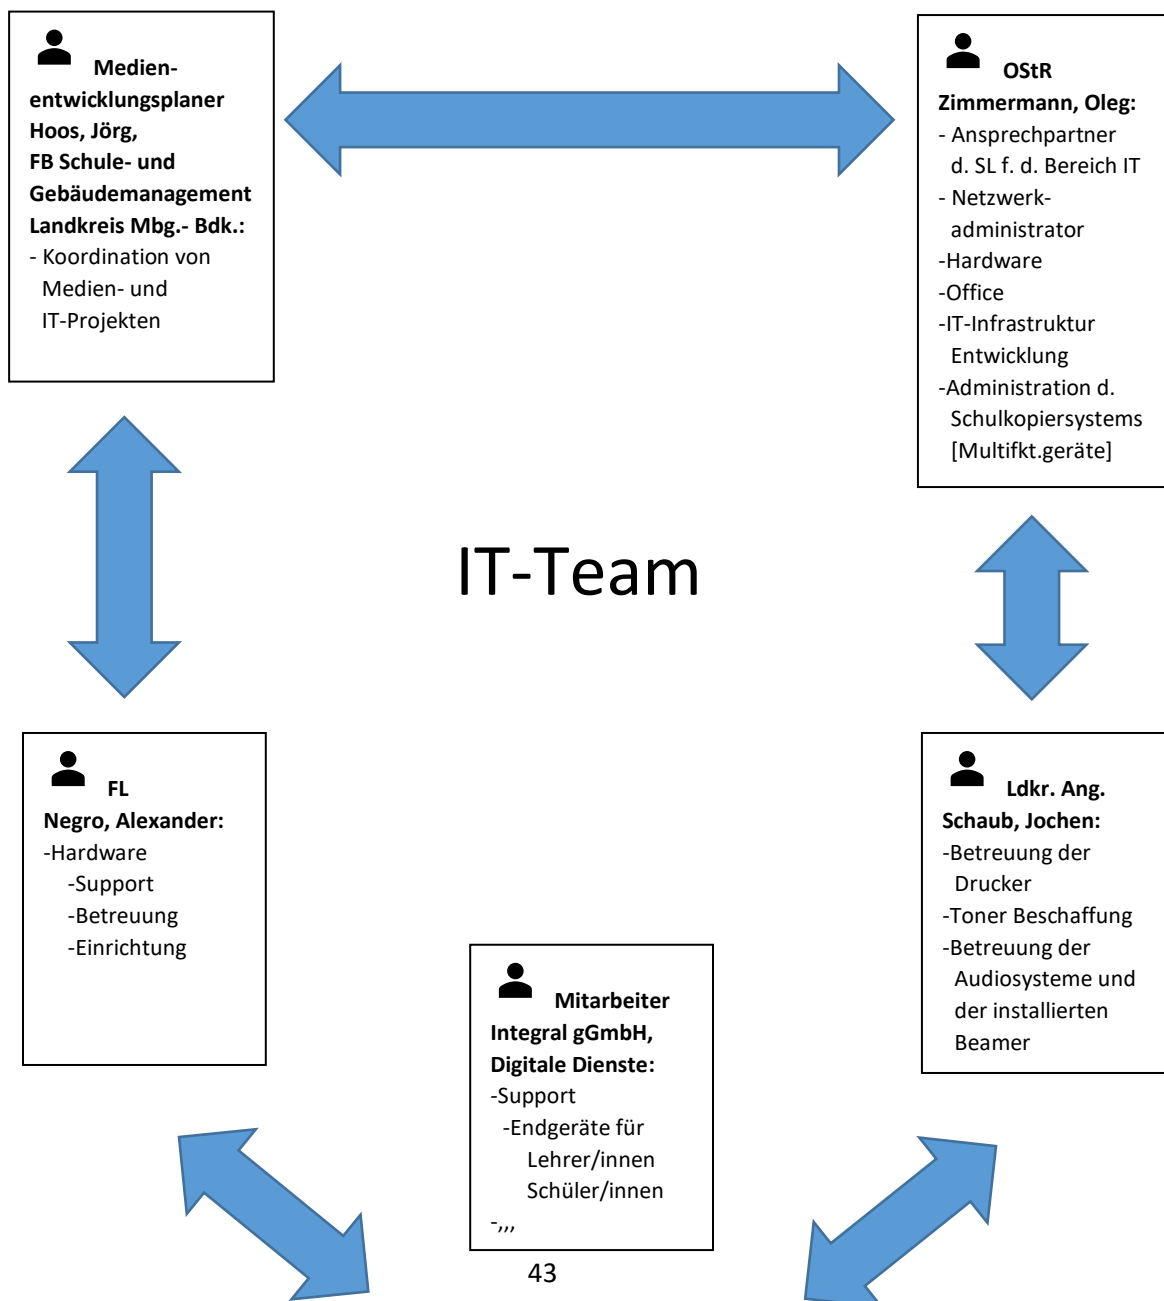 Medien-
entwicklungsplaner
Hoos, Jörg,
FB Schule- und
Gebäudemanagement
Landkreis Mbg.- Bdk.:
- Koordination von
Medien- und
IT-Projekten
OStR
Zimmermann, Oleg:
- Ansprechpartner
d. SL f. d. Bereich IT
- Netzwerk-
administrator
-Hardware
-Office
-IT-Infrastruktur
Entwicklung
-Administration d.
Schulkopiersystems
[Multifkt.geräte]
IT-Team
FL
Negro, Alexander:
-Hardware
-Support
-Betreuung
-Einrichtung
Mitarbeiter
Integral gGmbH,
Digitale Dienste:
-Support
-Endgeräte für
Lehrer/innen
Schüler/innen
-,,,
Ldkr. Ang.
Schaub, Jochen:
-Betreuung der
Drucker
-Toner Beschaffung
-Betreuung der
Audiosysteme und
der installierten
Beamer
43